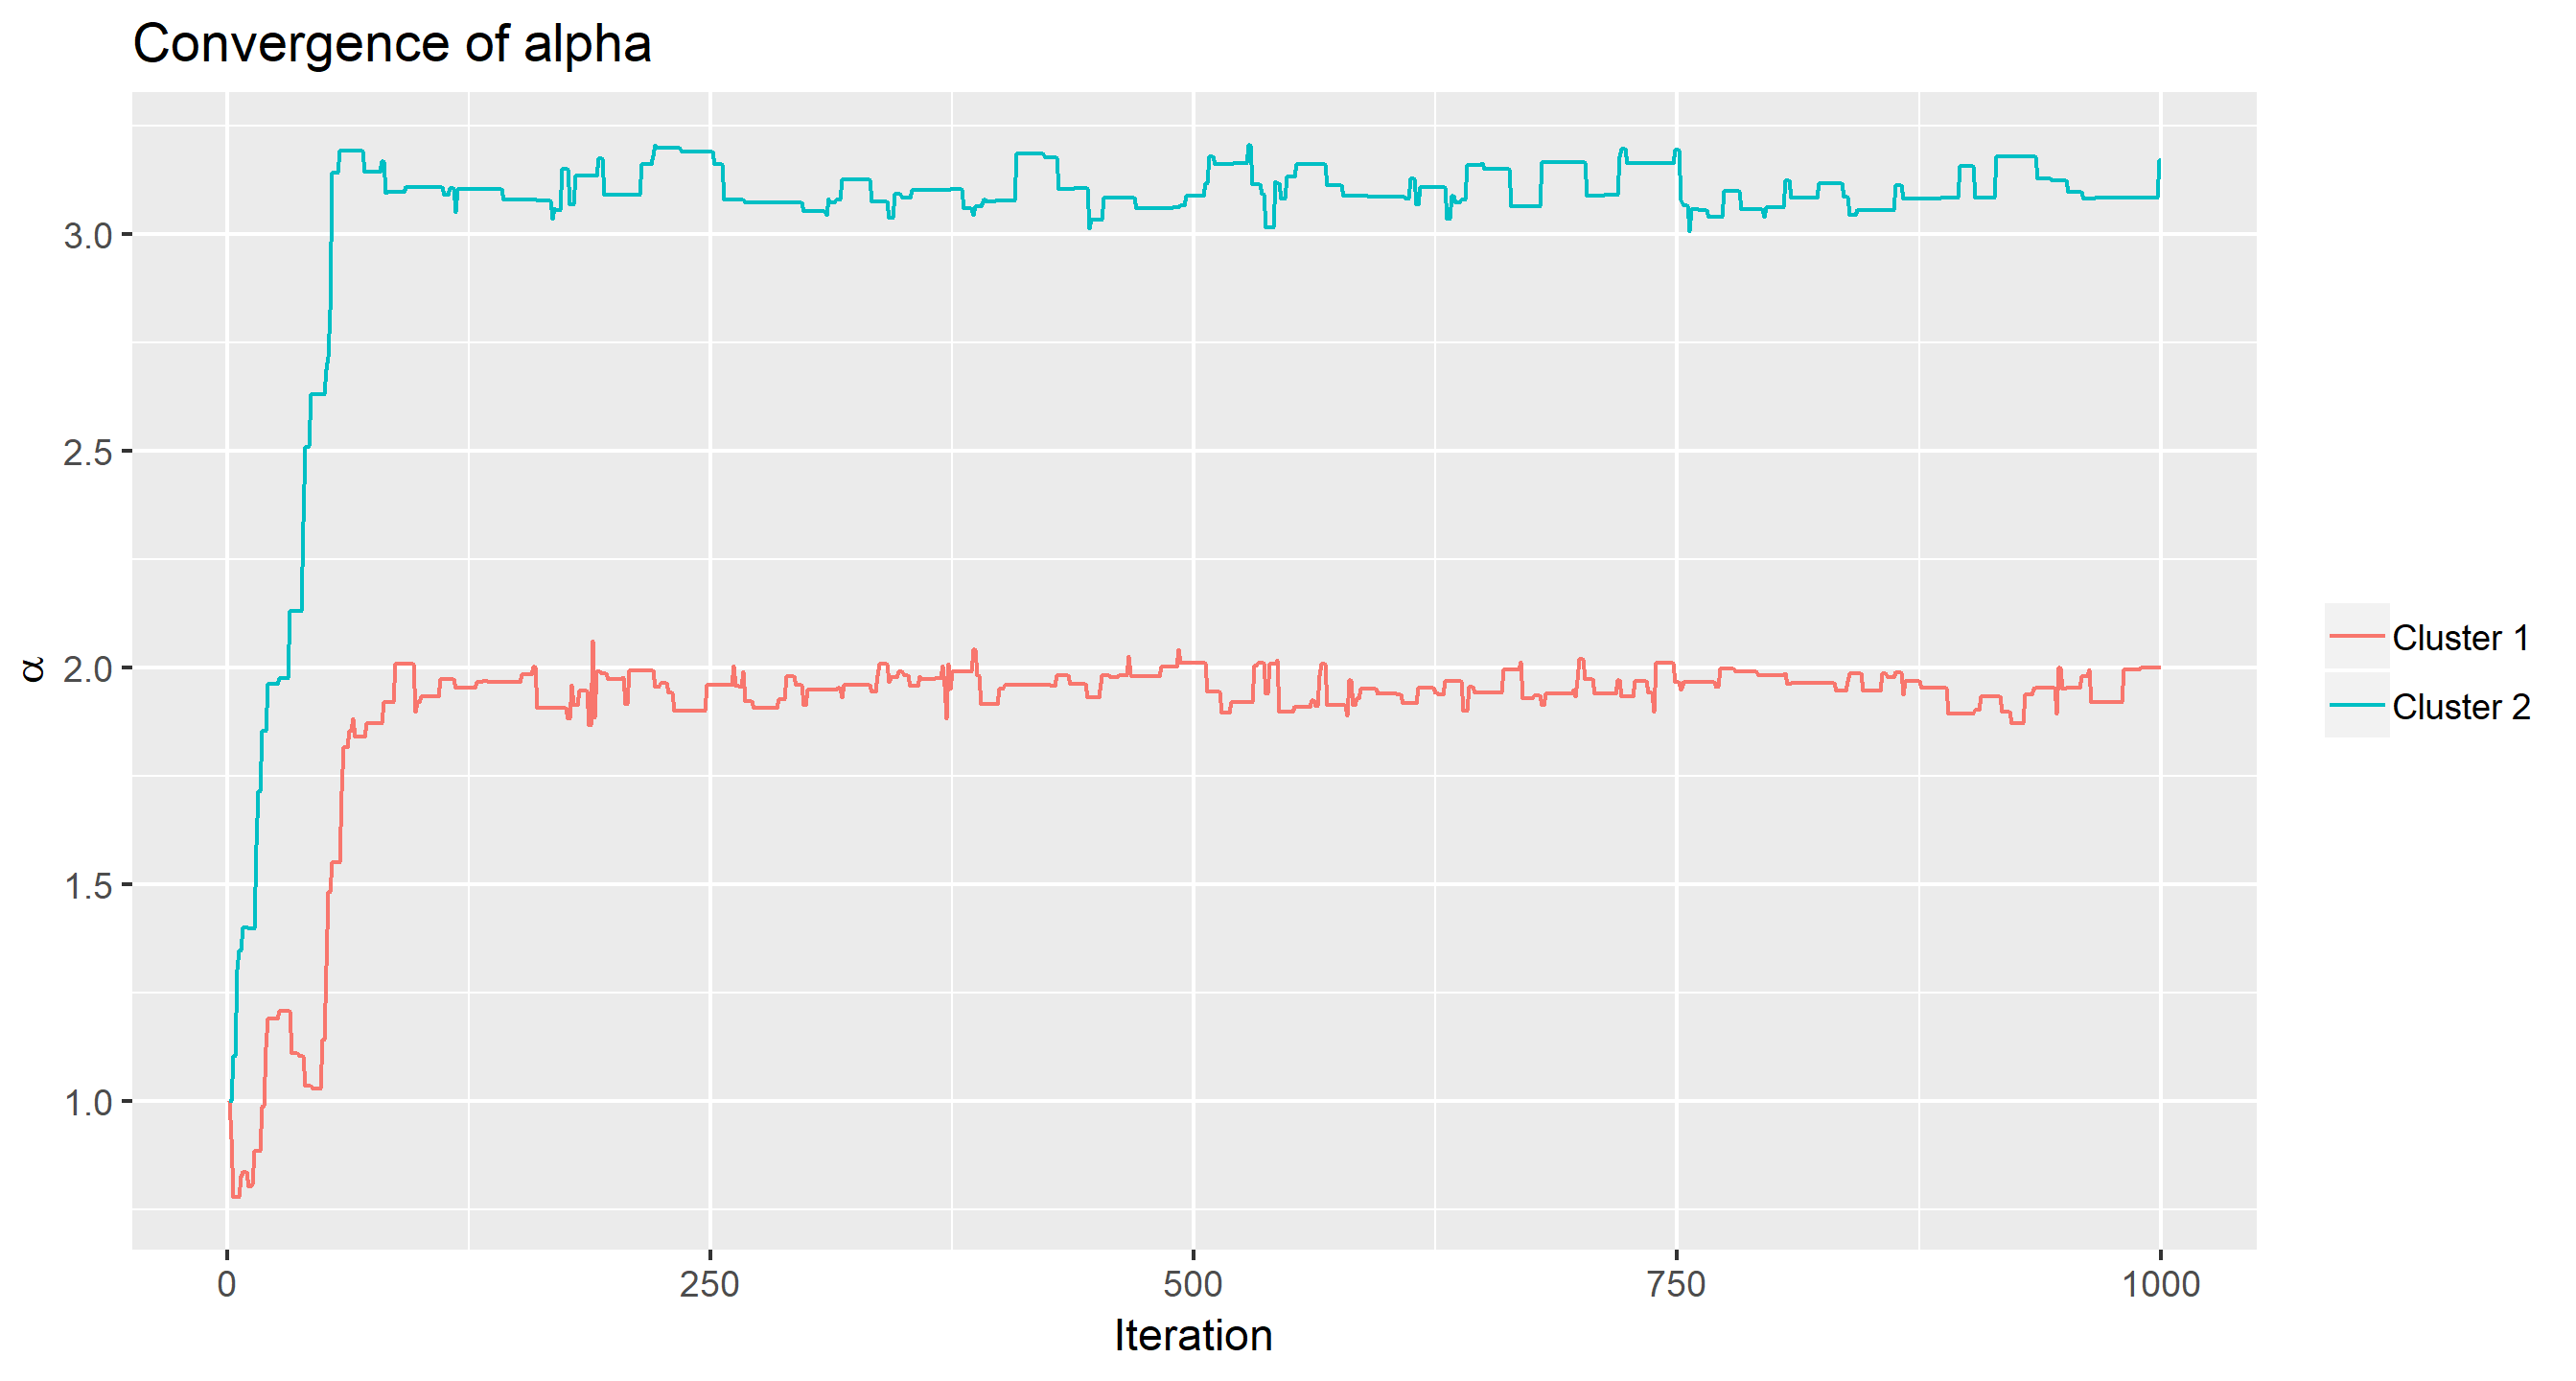 Convergence of alpha
α
3.0
2.5
2.0
1.5
1.0
0 250 500 750 1000
Iteration
Cluster 1
Cluster 2